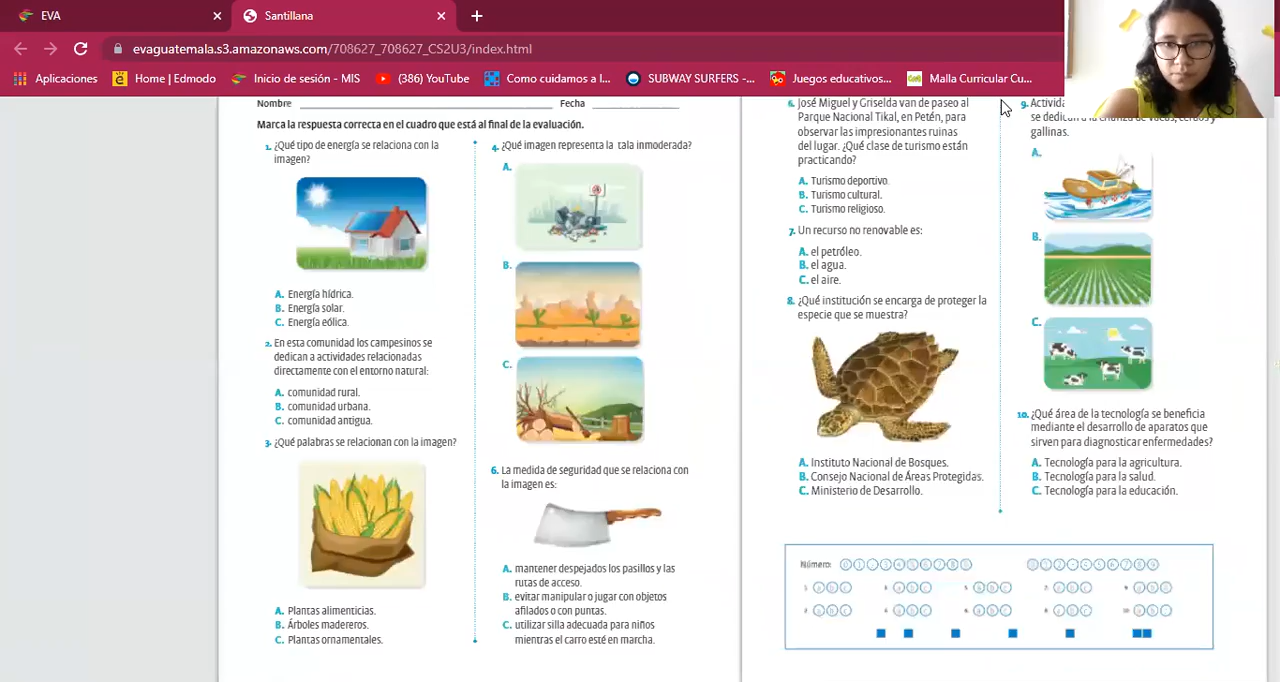 EVA
Santillana
evaguatemala.s3.amazonaws.com/708627_708627_CS2U3/index.html
Aplicaciones
Home | Edmodo
Inicio de sesión - MIS
(386) YouTube
Como cuidamos a l...
SUBWAY SURFERS -...
Juegos educativos...
Malla Curricular Cu...
Nombre
Fecha
Marca la respuesta correcta en el cuadro que está al final de la evaluación.
1. ¿Qué tipo de energía se relaciona con la
imagen?
A. Energía hídrica.
B. Energía solar.
C. Energía eólica.
2. En esta comunidad los campesinos se
dedican a actividades relacionadas
directamente con el entorno natural:
A. comunidad rural.
B. comunidad urbana.
C. comunidad antigua.
3. ¿Qué palabras se relacionan con la imagen?
A. Plantas alimenticias.
B. Árboles madereros.
C. Plantas ornamentales.
4. ¿Qué imagen representa la tala inmoderada?
A.
B.
C.
6. La medida de seguridad que se relaciona con
la imagen es:
A. mantener despejados los pasillos y las
rutas de acceso.
B. evitar manipular o jugar con objetos
afilados o con puntas.
C. utilizar silla adecuada para niños
mientras el carro esté en marcha.
6. José Miguel y Griselda van de paseo al
Parque Nacional Tikal, en Petén, para
observar las impresionantes ruinas
del lugar. ¿Qué clase de turismo están
practicando?
A. Turismo deportivo.
B. Turismo cultural.
C. Turismo religioso.
7. Un recurso no renovable es:
A. el petróleo.
B. el agua.
C. el aire.
8. ¿Qué institución se encarga de proteger la
especie que se muestra?
A. Instituto Nacional de Bosques.
B. Consejo Nacional de Áreas Protegidas.
C. Ministerio de Desarrollo.
9.
se dedican a la crianza de vacas, cerdos y
gallinas.
A.
B.
C.
10. ¿Qué área de la tecnología se beneficia
mediante el desarrollo de aparatos que
sirven para diagnosticar enfermedades?
A. Tecnología para la agricultura.
B. Tecnología para la salud.
C. Tecnología para la educación.
Número: